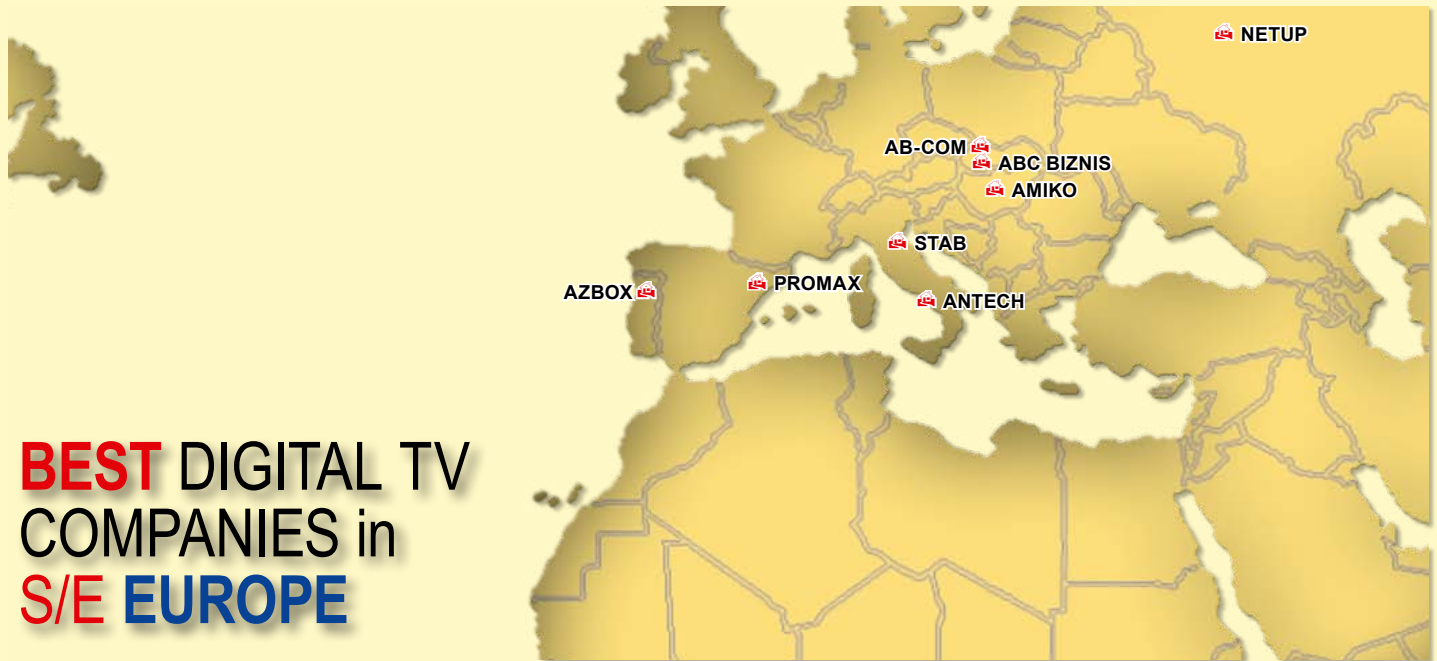 NETUP
AB-COM
ABC BIZNIS
AMIKO
STAB
PROMAX
AZBOX
ANTECH
BEST DIGITAL TV
COMPANIES in
S/E EUROPE